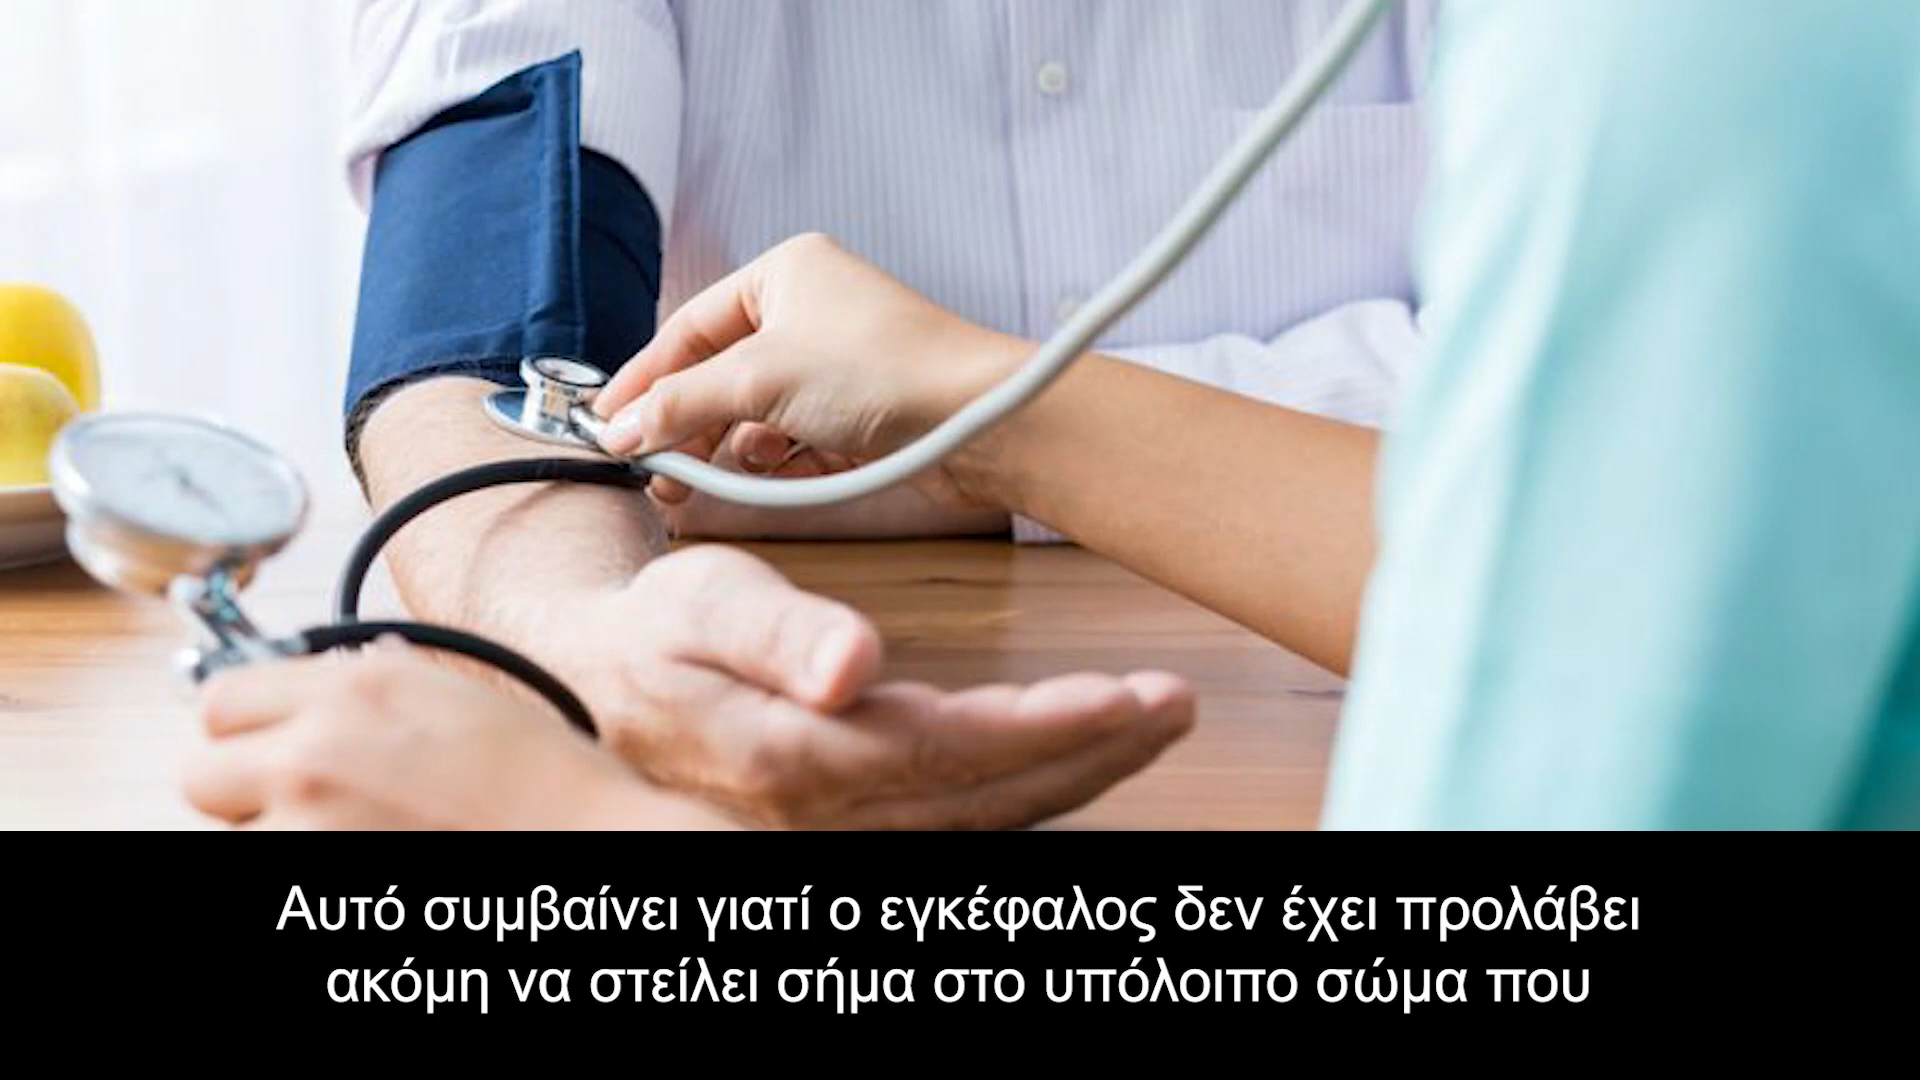 Αυτό συμβαίνει γιατί ο εγκέφαλος δεν έχει προλάβει
ακόμη να στείλει σήμα στο υπόλοιπο σώμα που